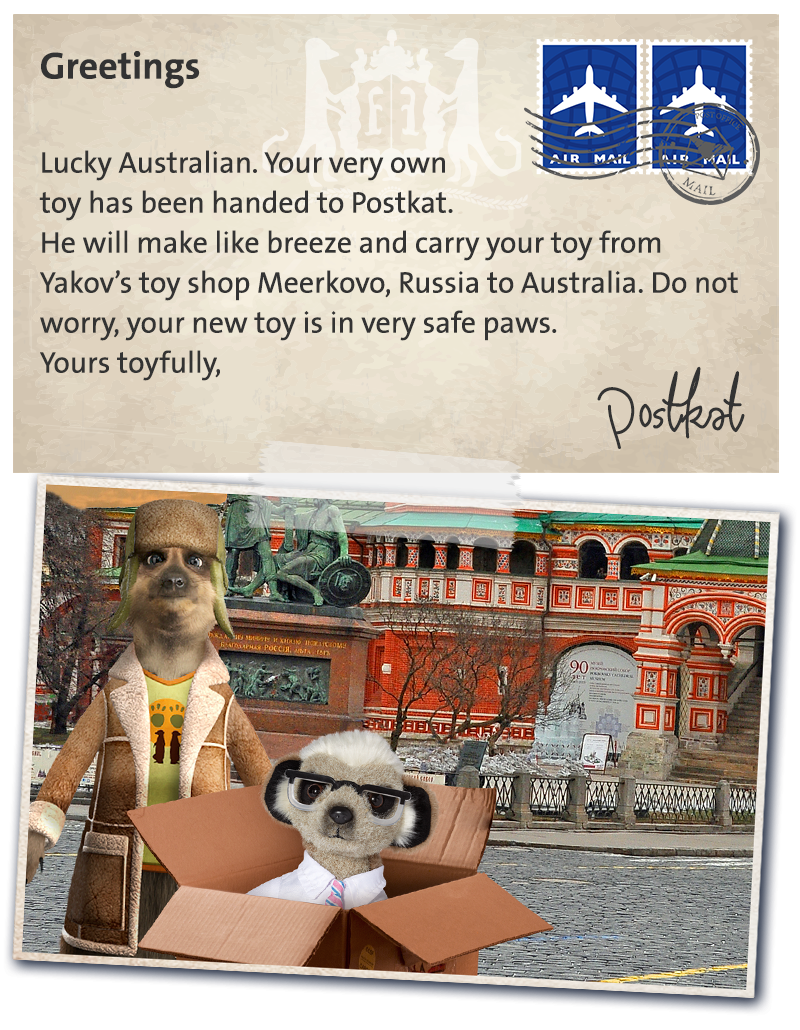 Greetings
AIR MAIL
AIR MAIL
MAIL
Lucky Australian. Your very own
toy has been handed to Postkat.
He will make like breeze and carry your toy from
Yakov's toy shop Meerkovo, Russia to Australia. Do not
worry, your new toy is in very safe paws.
Yours toyfully,
Postkat
90
лет